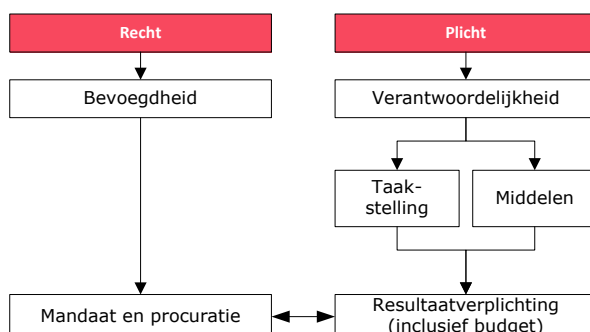 Recht
Plicht
Bevoegdheid
Verantwoordelijkheid
Taak-
stelling
Middelen
Mandaat en procuratie
Resultaatverplichting
(inclusief budget)